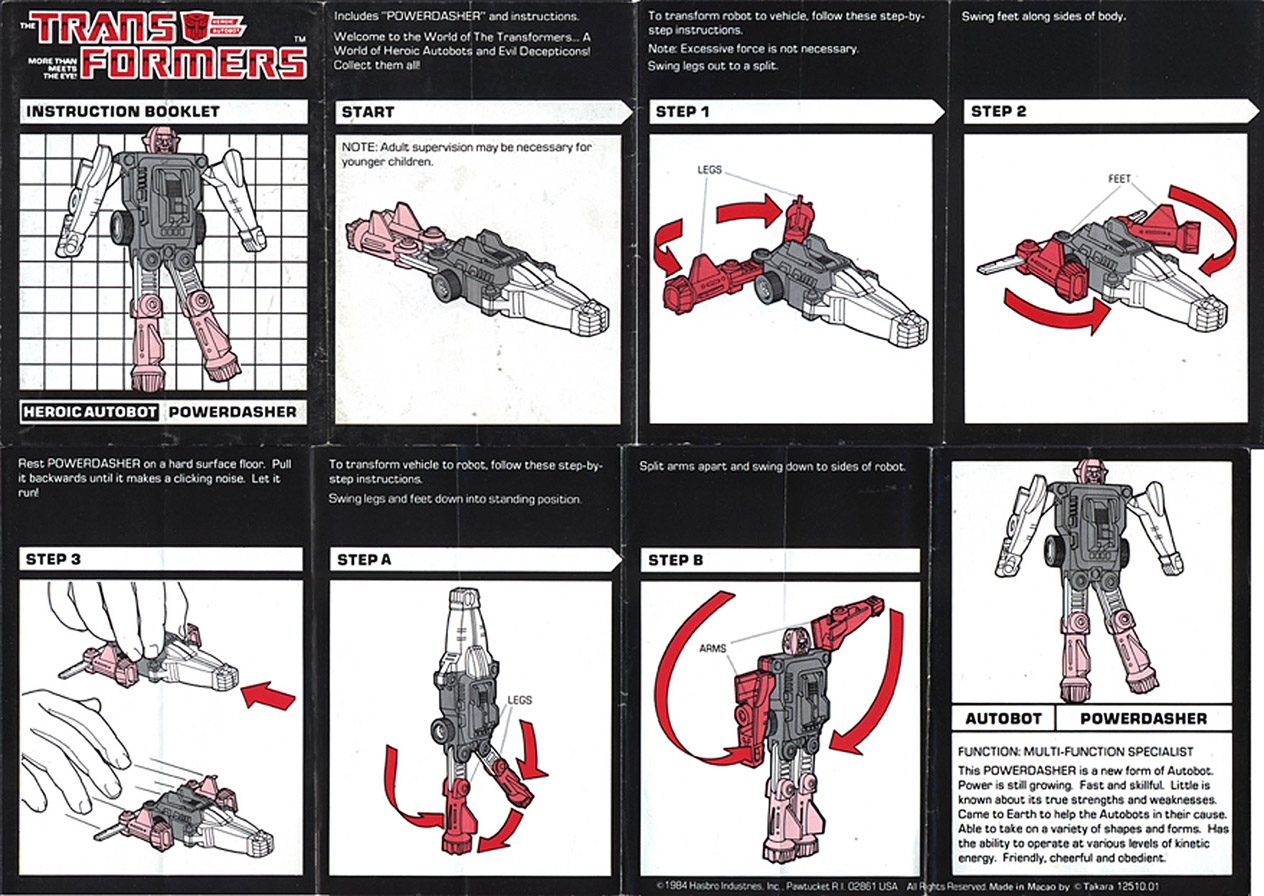 THE TRANSFORMERS™
HEROIC AUTOBOT
MORE THAN
MEETS
THE EYE!
INSTRUCTION BOOKLET
HEROIC AUTOBOT POWERDASHER
Includes "POWERDASHER" and instructions.
Welcome to the World of The Transformers... A
World of Heroic Autobots and Evil Decepticons!
Collect them all!
START
NOTE: Adult supervision may be necessary for
younger children.
To transform robot to vehicle, follow these step-by-
step instructions.
Note: Excessive force is not necessary.
Swing legs out to a split.
STEP 1
LEGS
Swing feet along sides of body.
STEP 2
FEET
Rest POWERDASHER on a hard surface floor. Pull
it backwards until it makes a clicking noise. Let it
run!
STEP 3
To transform vehicle to robot, follow these step-by-
step instructions.
Swing legs and feet down into standing position.
STEP A
LEGS
Split arms apart and swing down to sides of robot.
STEP B
ARMS
AUTOBOT POWERDASHER
FUNCTION: MULTI-FUNCTION SPECIALIST
This POWERDASHER is a new form of Autobot.
Power is still growing. Fast and skillful. Little is
known about its true strengths and weaknesses.
Came to Earth to help the Autobots in their cause.
Able to take on a variety of shapes and forms. Has
the ability to operate at various levels of kinetic
energy. Friendly, cheerful and obedient.
©1984 Hasbro Industries, Inc., Pawtucket R.I. 02861 USA All Rights Reserved. Made in Macao by © Takara 12510.01